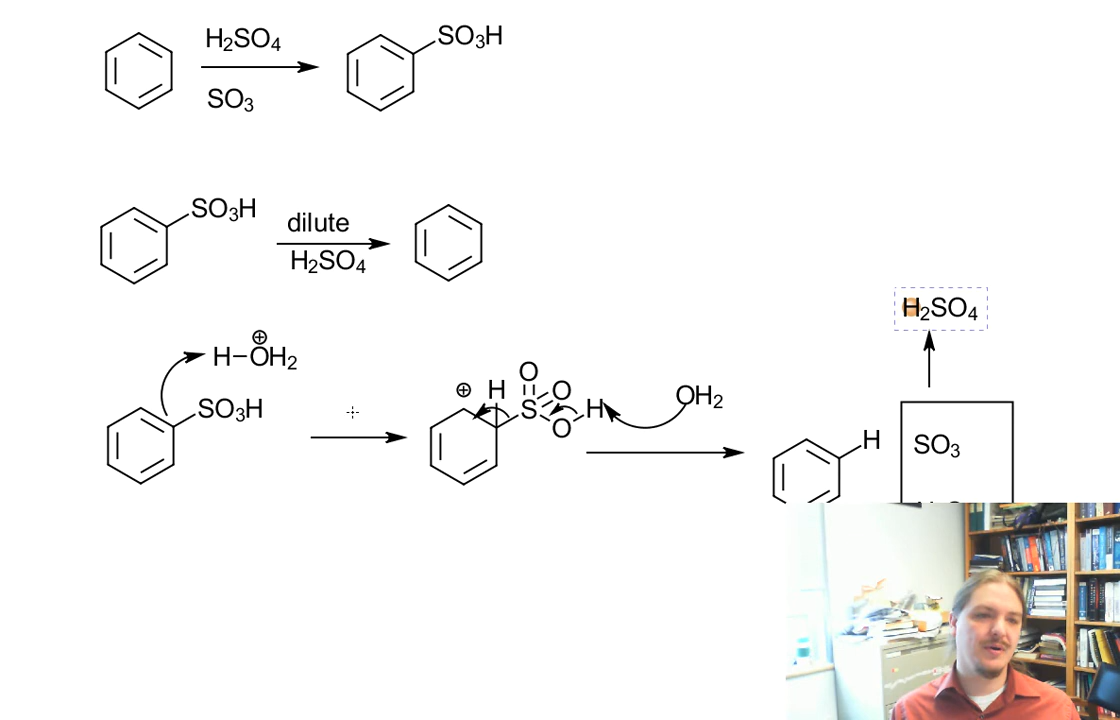 H₂SO₄
SO₃
SO₃H
SO₃H
dilute
H₂SO₄
H₂SO₄
H–OH₂
⊕
SO₃H
⊕
H
O
O
S
O
H
OH₂
H
SO₃